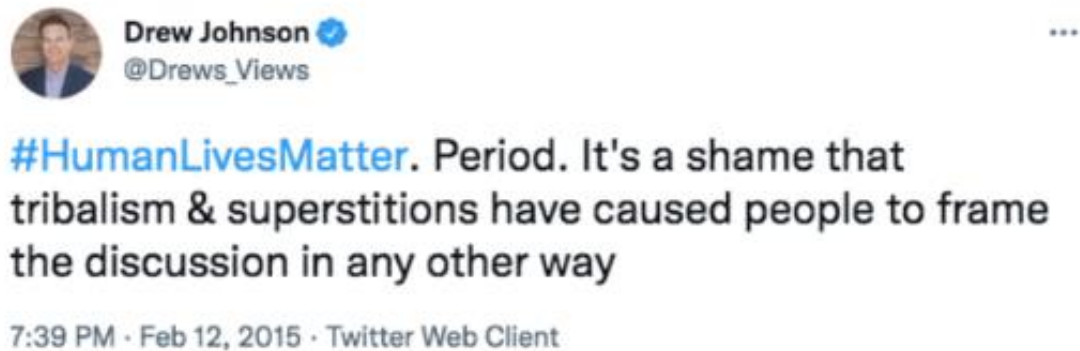 Drew Johnson
@Drews_Views
#HumanLivesMatter. Period. It's a shame that
tribalism & superstitions have caused people to frame
the discussion in any other way
7:39 PM · Feb 12, 2015 · Twitter Web Client